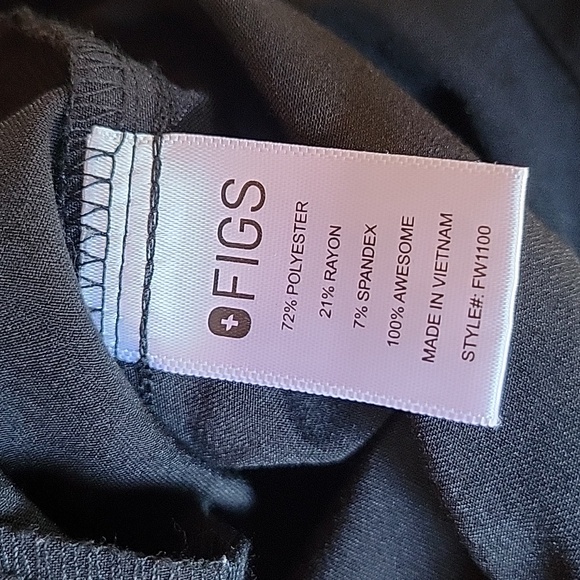 FIGS
72% POLYESTER
21% RAYON
7% SPANDEX
100% AWESOME
MADE IN VIETNAM
STYLE#: FW1100